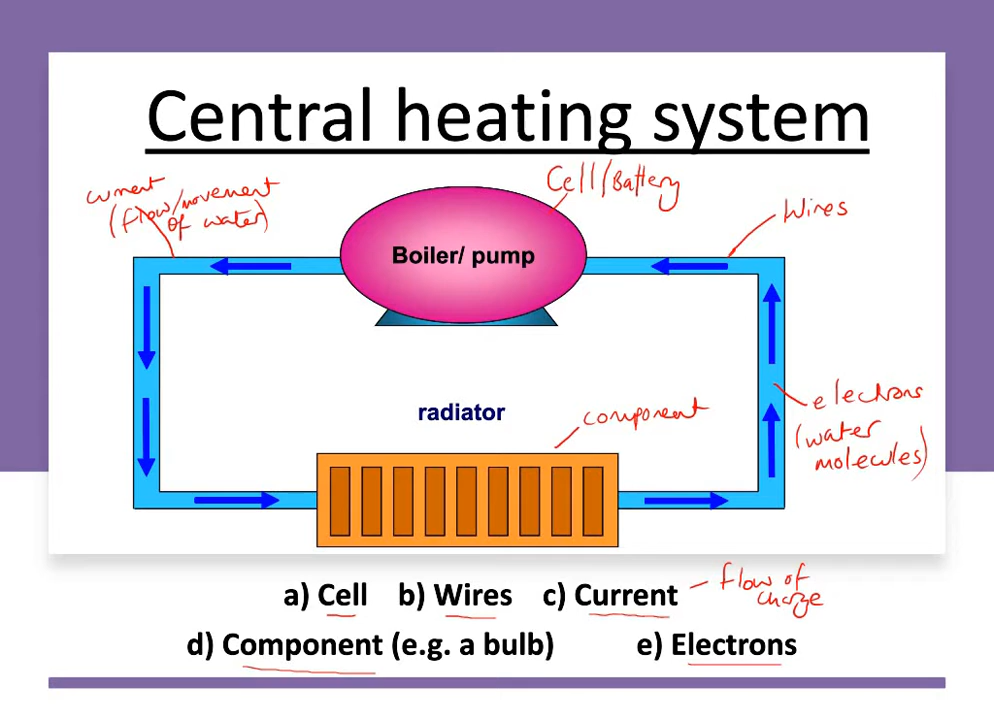 Central heating system
current
(flow/movement
of water)
Cell/Battery
Wires
Boiler/ pump
radiator
component
electrons
(water
molecules)
a) Cell b) Wires c) Current – flow of
charge
d) Component (e.g. a bulb) e) Electrons